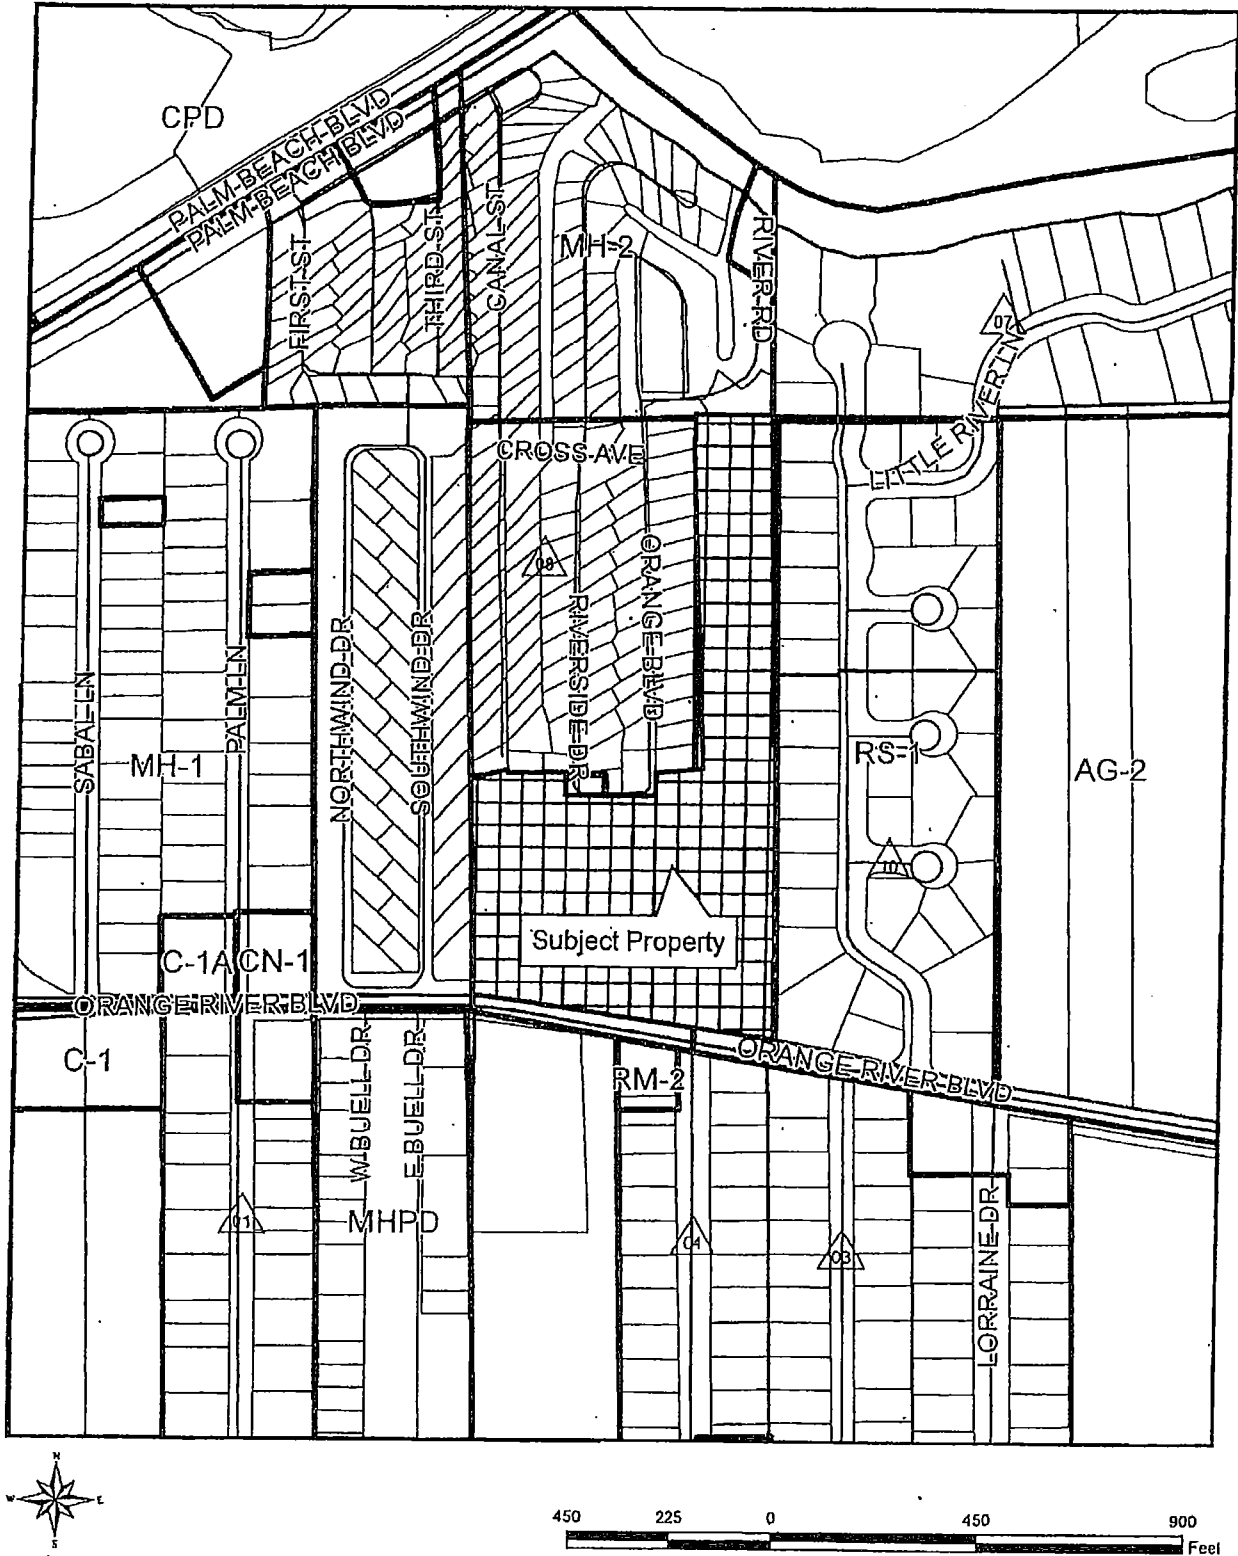 CPD
PALM-BEACH-BLVD
PALM-BEACH BLVD
FIRST-ST
THIRD-ST
CANAL-ST
MH-2
RIVER-RD
07
LITTLE RIVER LN
CROSS-AVE
08
ORANGE-BLVD
RIVERSIDE-DR
NORTHWIND-DR
SOUTHWIND-DR
SABAL-LN
PALM-LN
MH-1
RS-1
AG-2
10
Subject Property
C-1A
CN-1
ORANGE-RIVER-BLVD
ORANGE-RIVER-BLVD
C-1
RM-2
W-BUELL-DR
E-BUELL-DR
MHPD
01
04
03
LORRAINE-DR
N
W
E
S
450 225 0 450 900
Feet